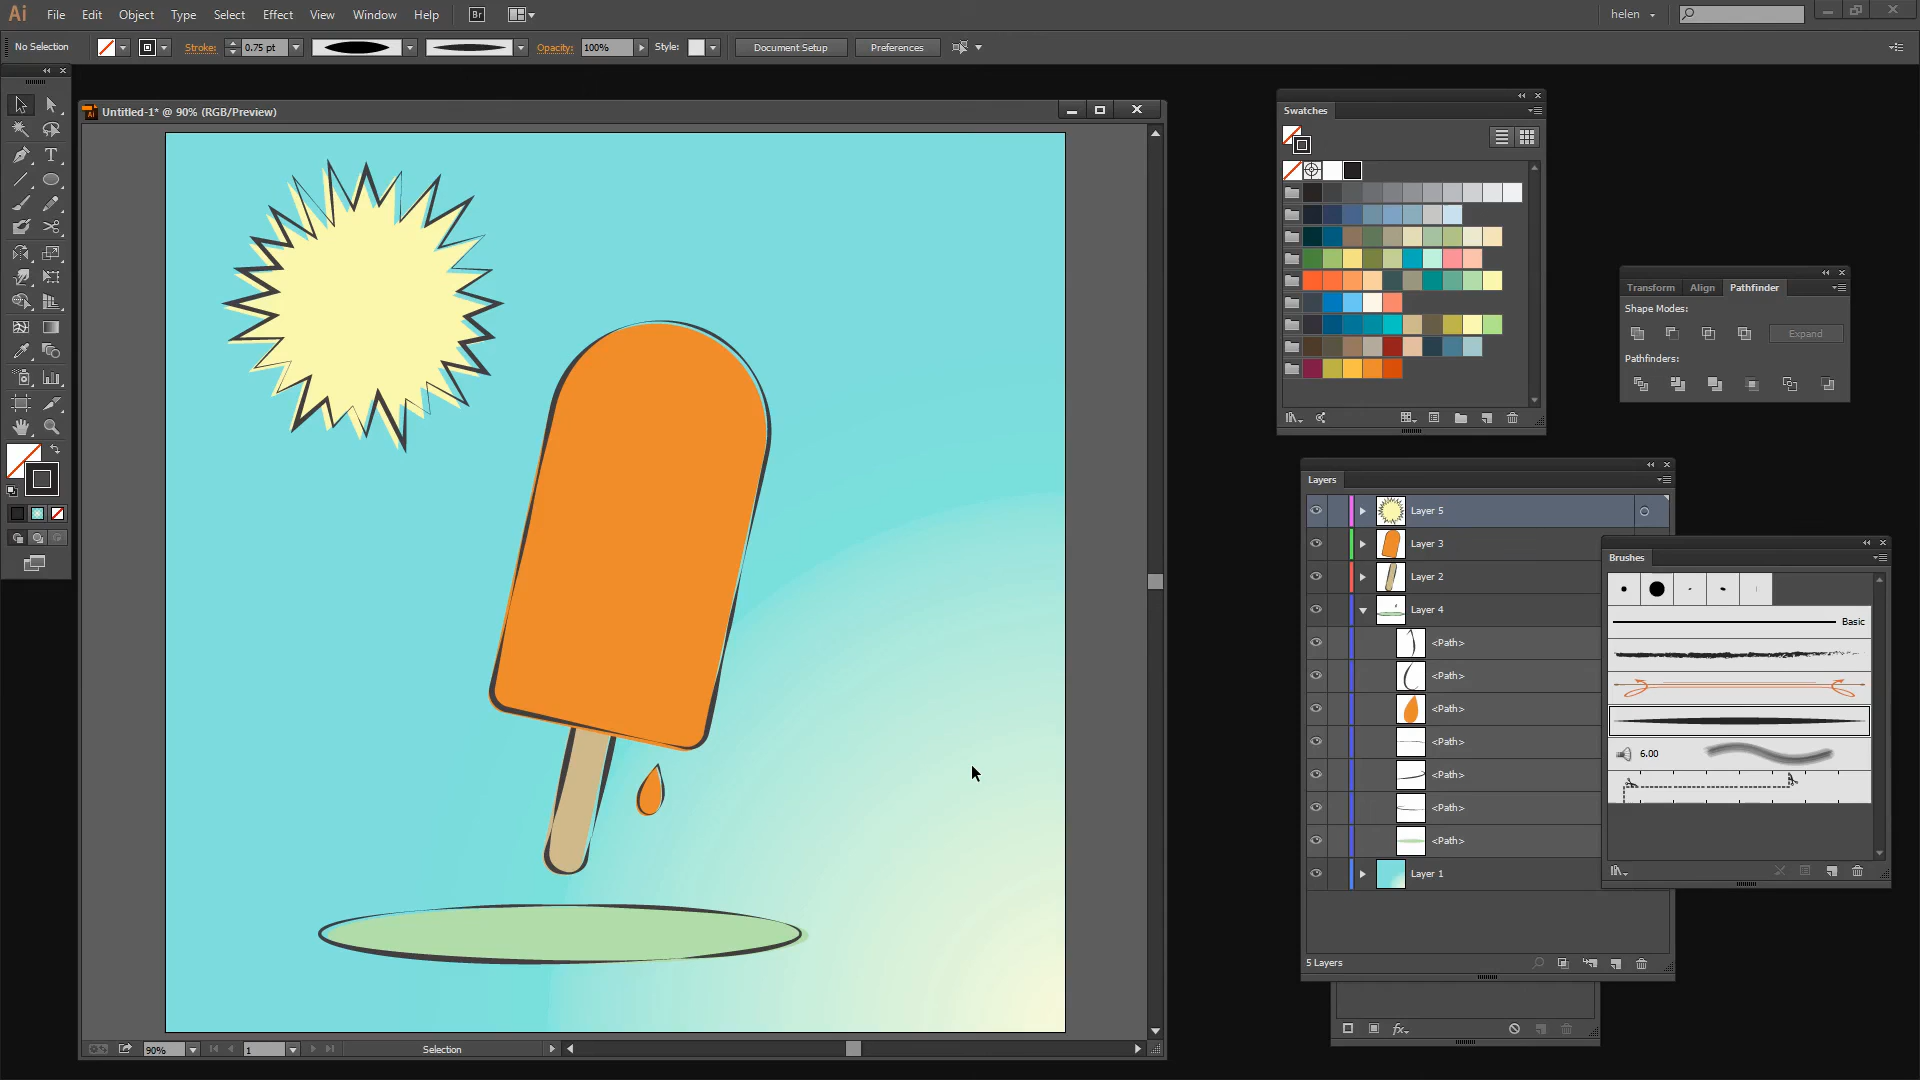 Ai File Edit Object Type Select Effect View Window Help Br helen
No Selection Stroke: 0.75 pt Opacity: 100% Style: Document Setup Preferences
Untitled-1* @ 90% (RGB/Preview)
T
Swatches
Transform Align Pathfinder
Shape Modes:
Expand
Pathfinders:
Layers
Layer 5
Layer 3
Layer 2
Layer 4
<Path>
<Path>
<Path>
<Path>
<Path>
<Path>
<Path>
Layer 1
5 Layers
Brushes
Basic
6.00
fx
90% 1 Selection